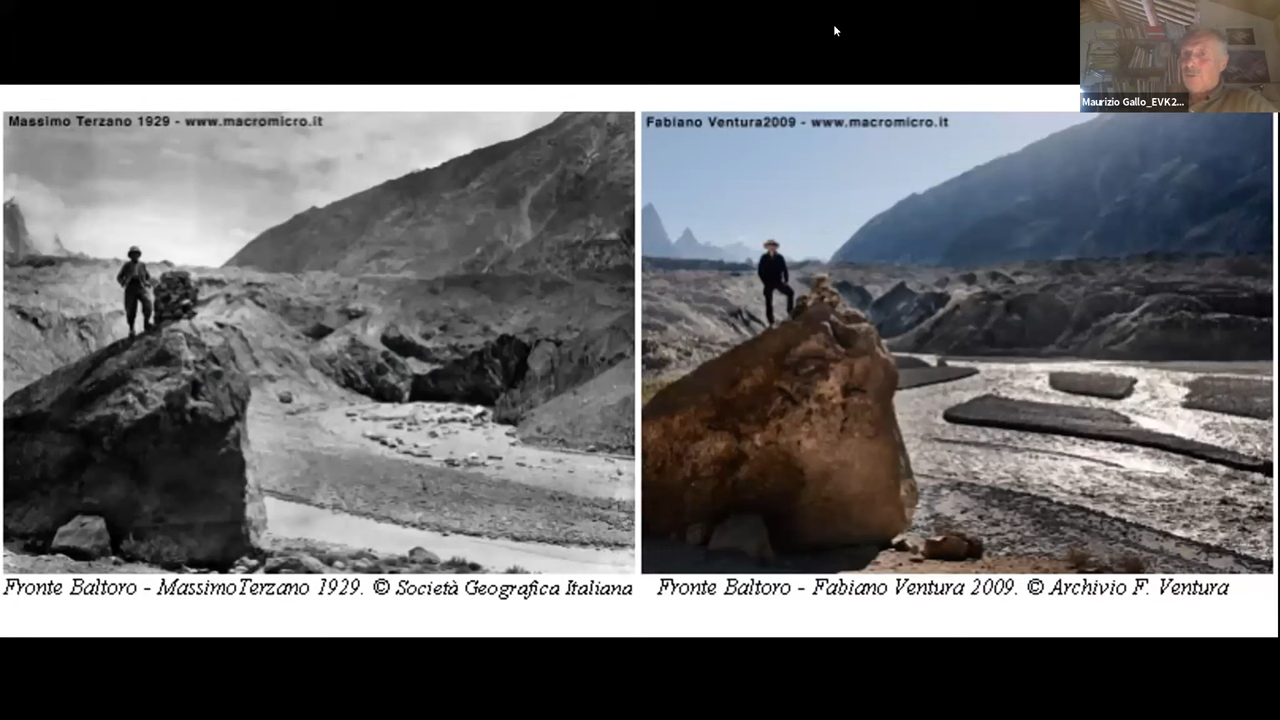 Maurizio Gallo_EVK2...
Massimo Terzano 1929 - www.macromicro.it
Fabiano Ventura2009 - www.macromicro.it
Fronte Baltoro - MassimoTerzano 1929. © Società Geografica Italiana
Fronte Baltoro - Fabiano Ventura 2009. © Archivio F. Ventura